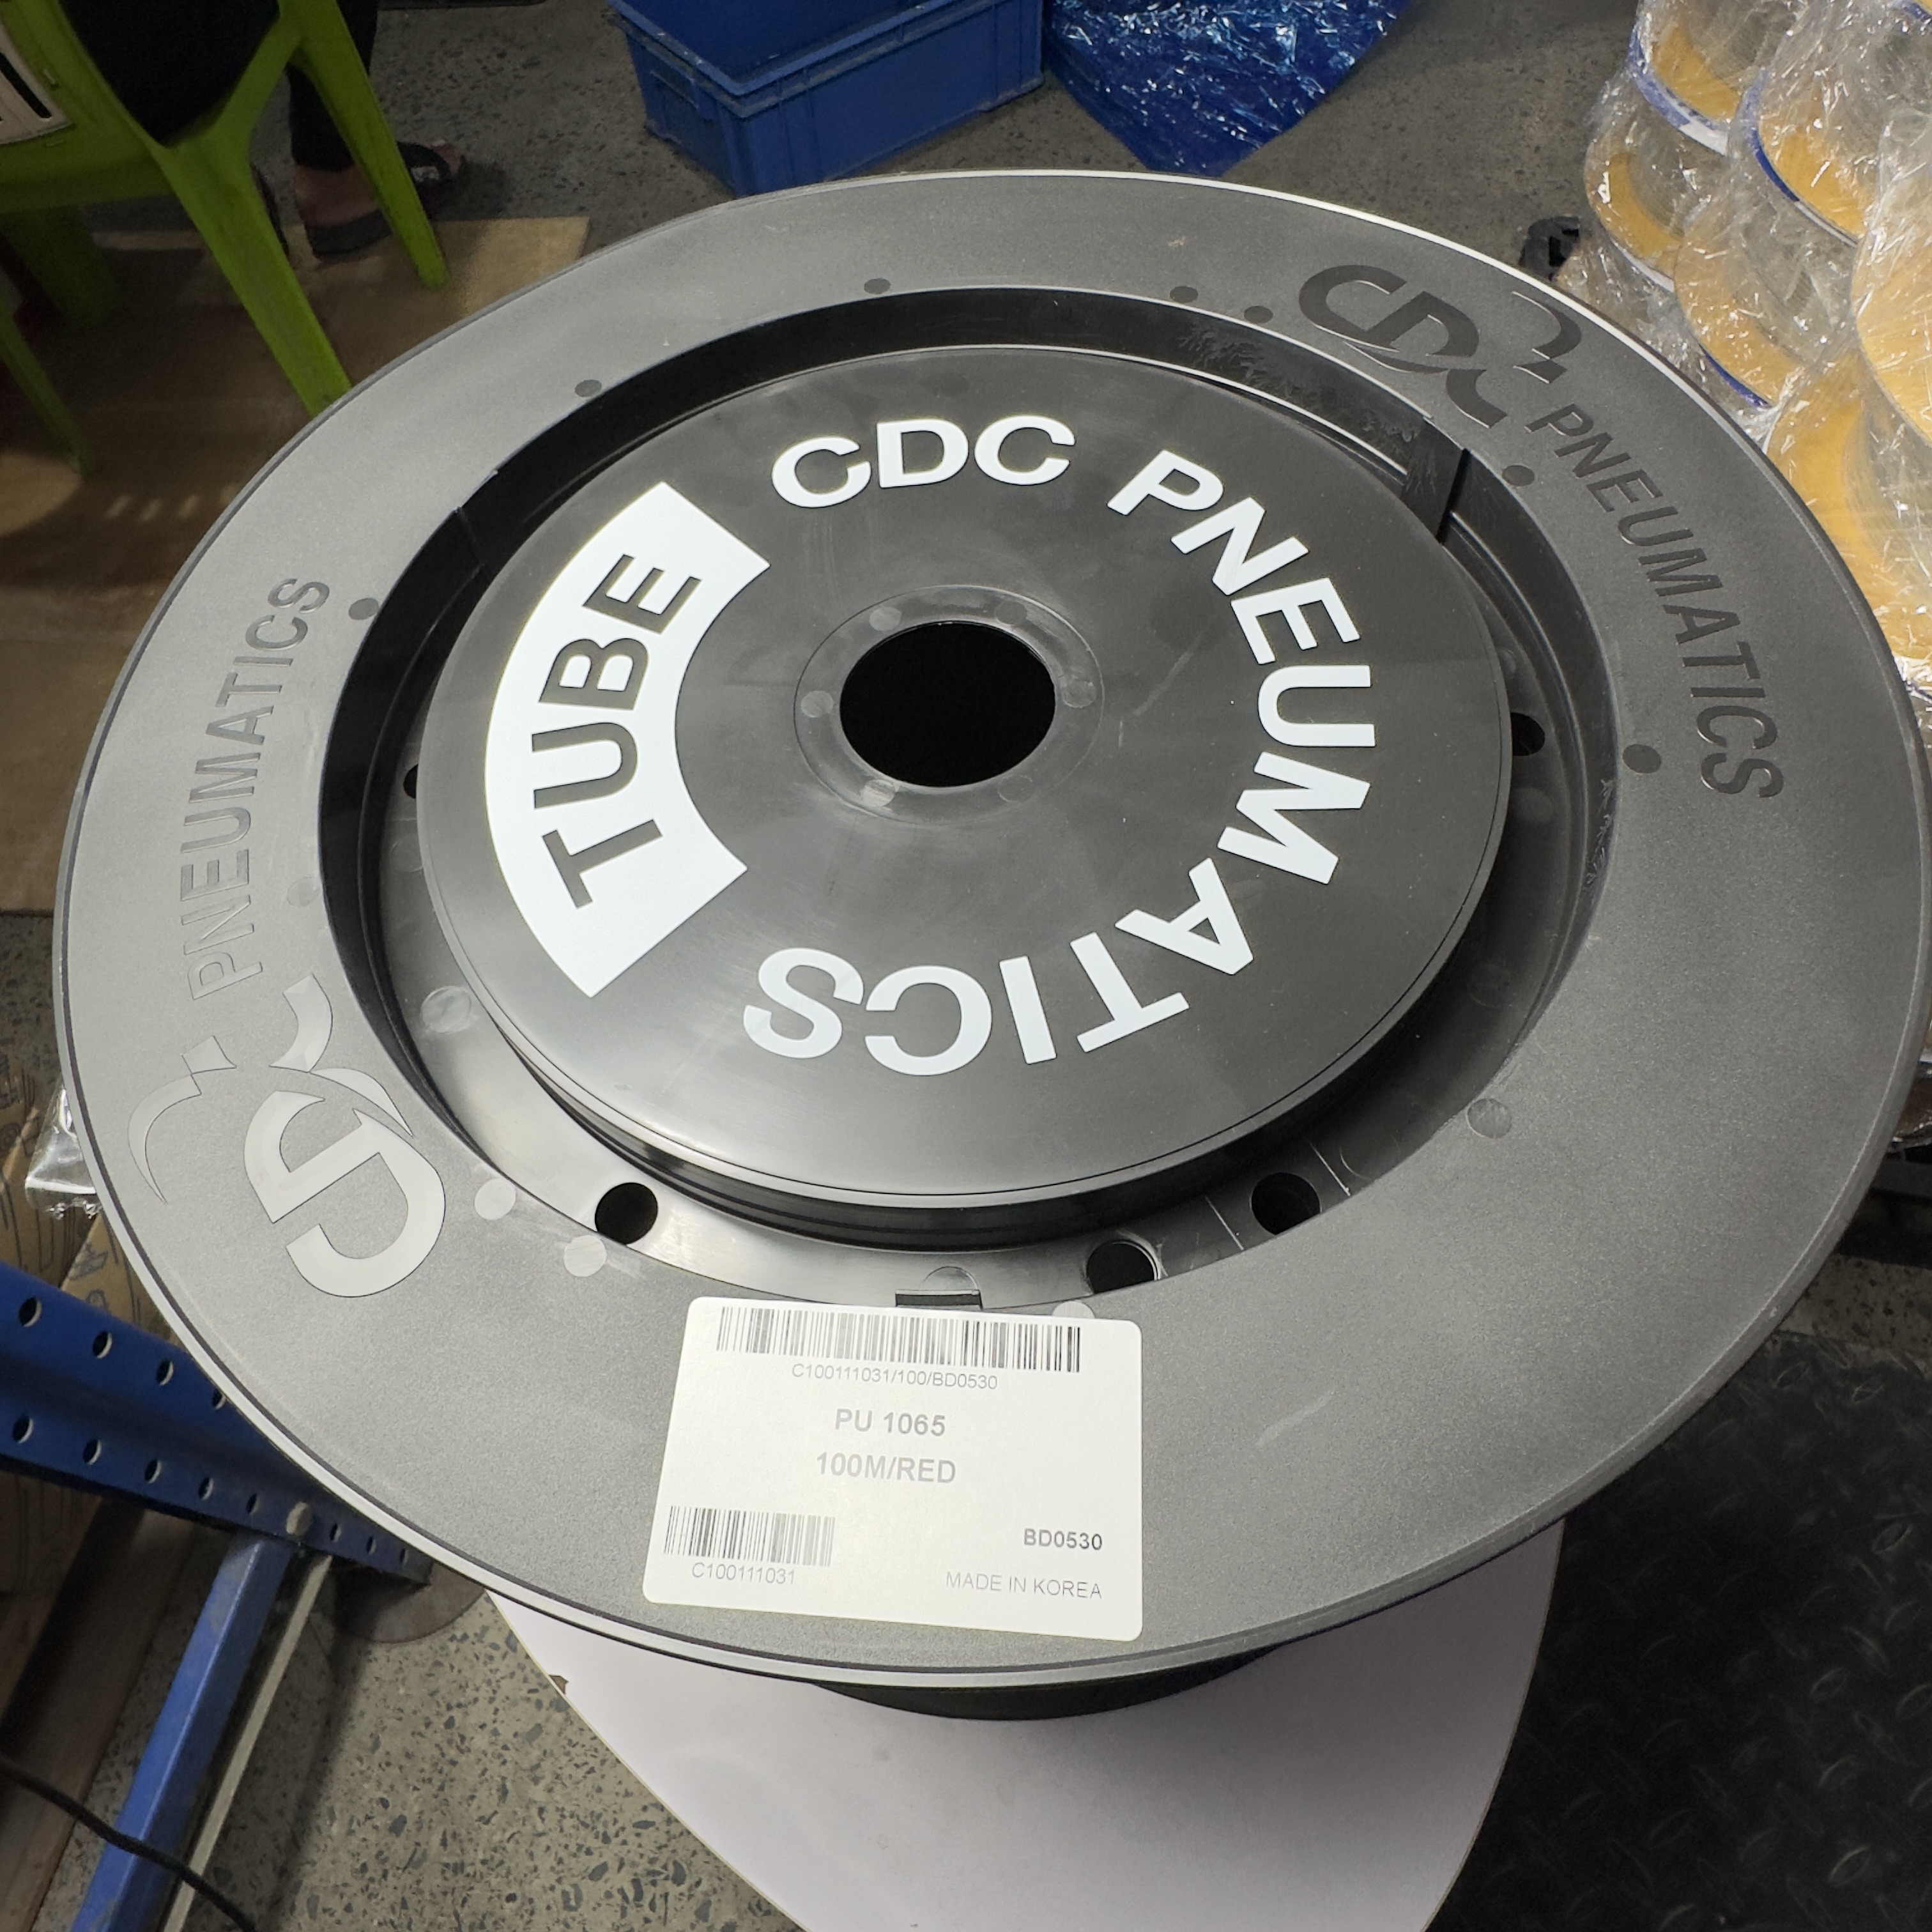 CDC PNEUMATICS
TUBE
CDC PNEUMATICS
CDC PNEUMATICS
C100111031/100/BD0530
PU 1065
100M/RED
BD0530
C100111031
MADE IN KOREA